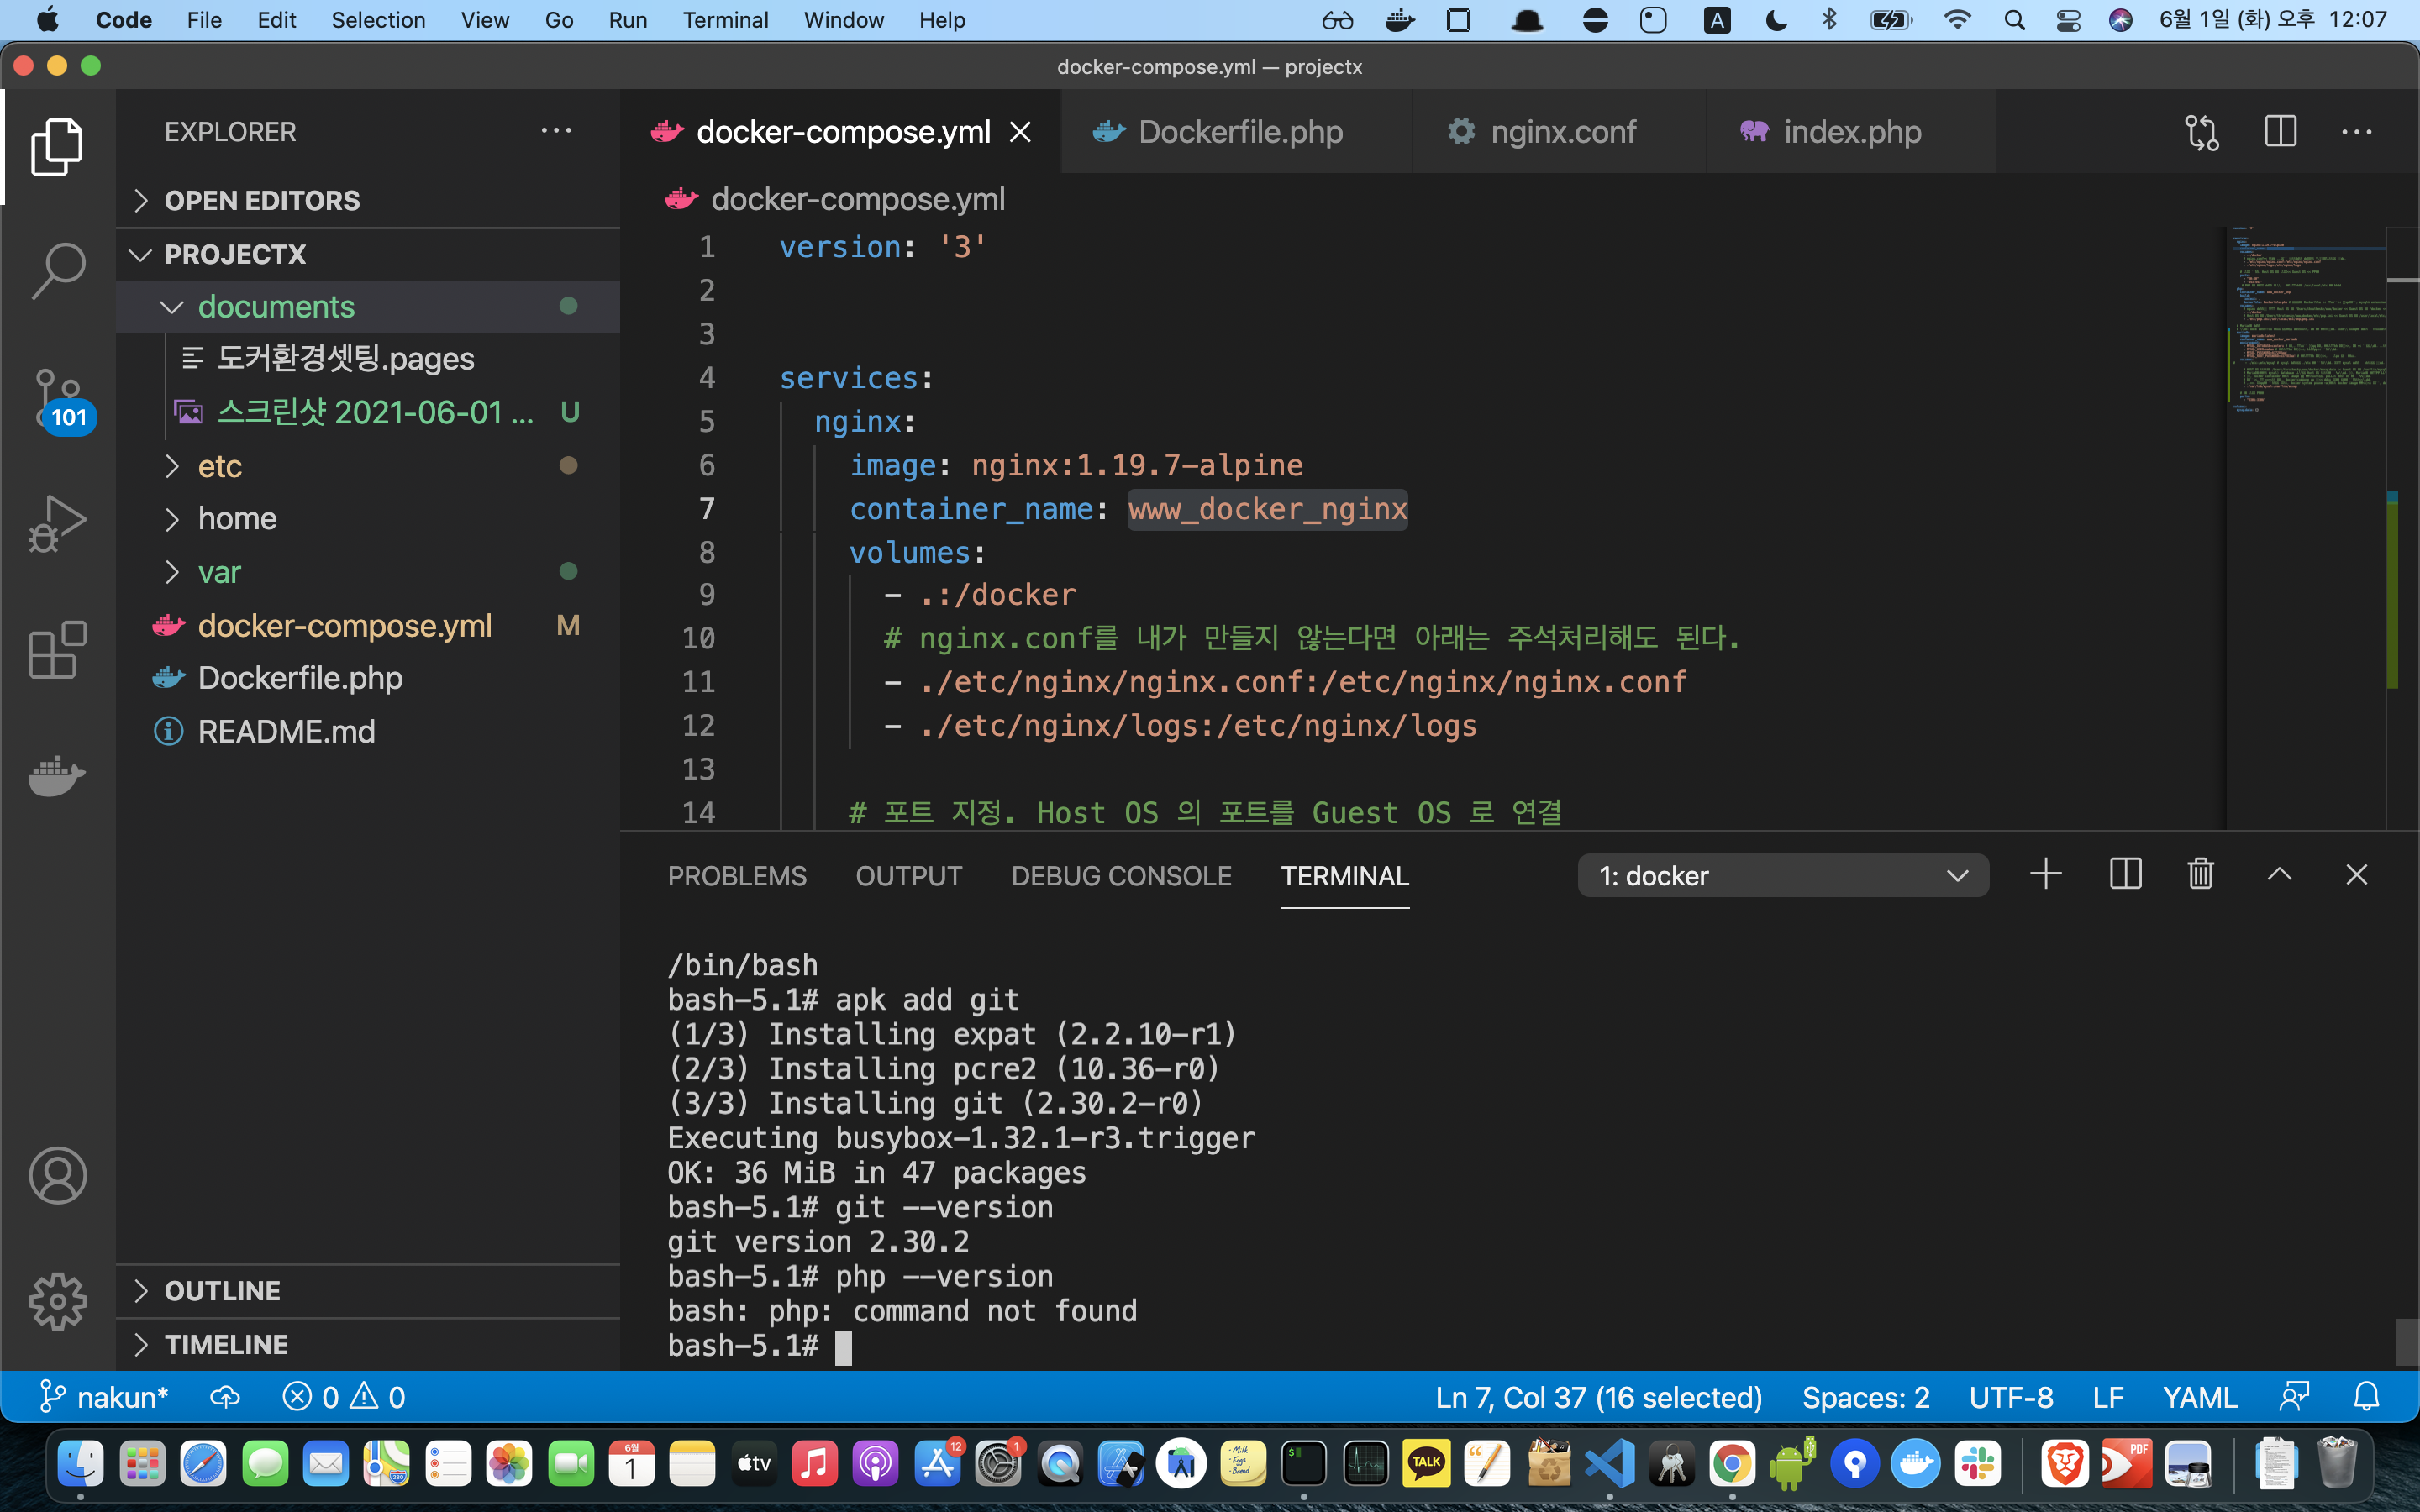 Code File Edit Selection View Go Run Terminal Window Help A 6월 1일 (화) 오후 12:07
docker-compose.yml — projectx
EXPLORER
OPEN EDITORS
PROJECTX
documents
도커환경셋팅.pages
스크린샷 2021-06-01 ... U
etc
home
var
docker-compose.yml M
Dockerfile.php
README.md
OUTLINE
TIMELINE
101
docker-compose.yml Dockerfile.php nginx.conf index.php
docker-compose.yml
1 version: '3'
2
3
4 services:
5 nginx:
6 image: nginx:1.19.7-alpine
7 container_name: www_docker_nginx
8 volumes:
9 - .:/docker
10 # nginx.conf를 내가 만들지 않는다면 아래는 주석처리해도 된다.
11 - ./etc/nginx/nginx.conf:/etc/nginx/nginx.conf
12 - ./etc/nginx/logs:/etc/nginx/logs
13
14 # 포트 지정. Host OS 의 포트를 Guest OS 로 연결
PROBLEMS OUTPUT DEBUG CONSOLE TERMINAL 1: docker
/bin/bash
bash-5.1# apk add git
(1/3) Installing expat (2.2.10-r1)
(2/3) Installing pcre2 (10.36-r0)
(3/3) Installing git (2.30.2-r0)
Executing busybox-1.32.1-r3.trigger
OK: 36 MiB in 47 packages
bash-5.1# git --version
git version 2.30.2
bash-5.1# php --version
bash: php: command not found
bash-5.1#
nakun* 0 0 Ln 7, Col 37 (16 selected) Spaces: 2 UTF-8 LF YAML
6월
1
tv
12
1
TALK
PDF